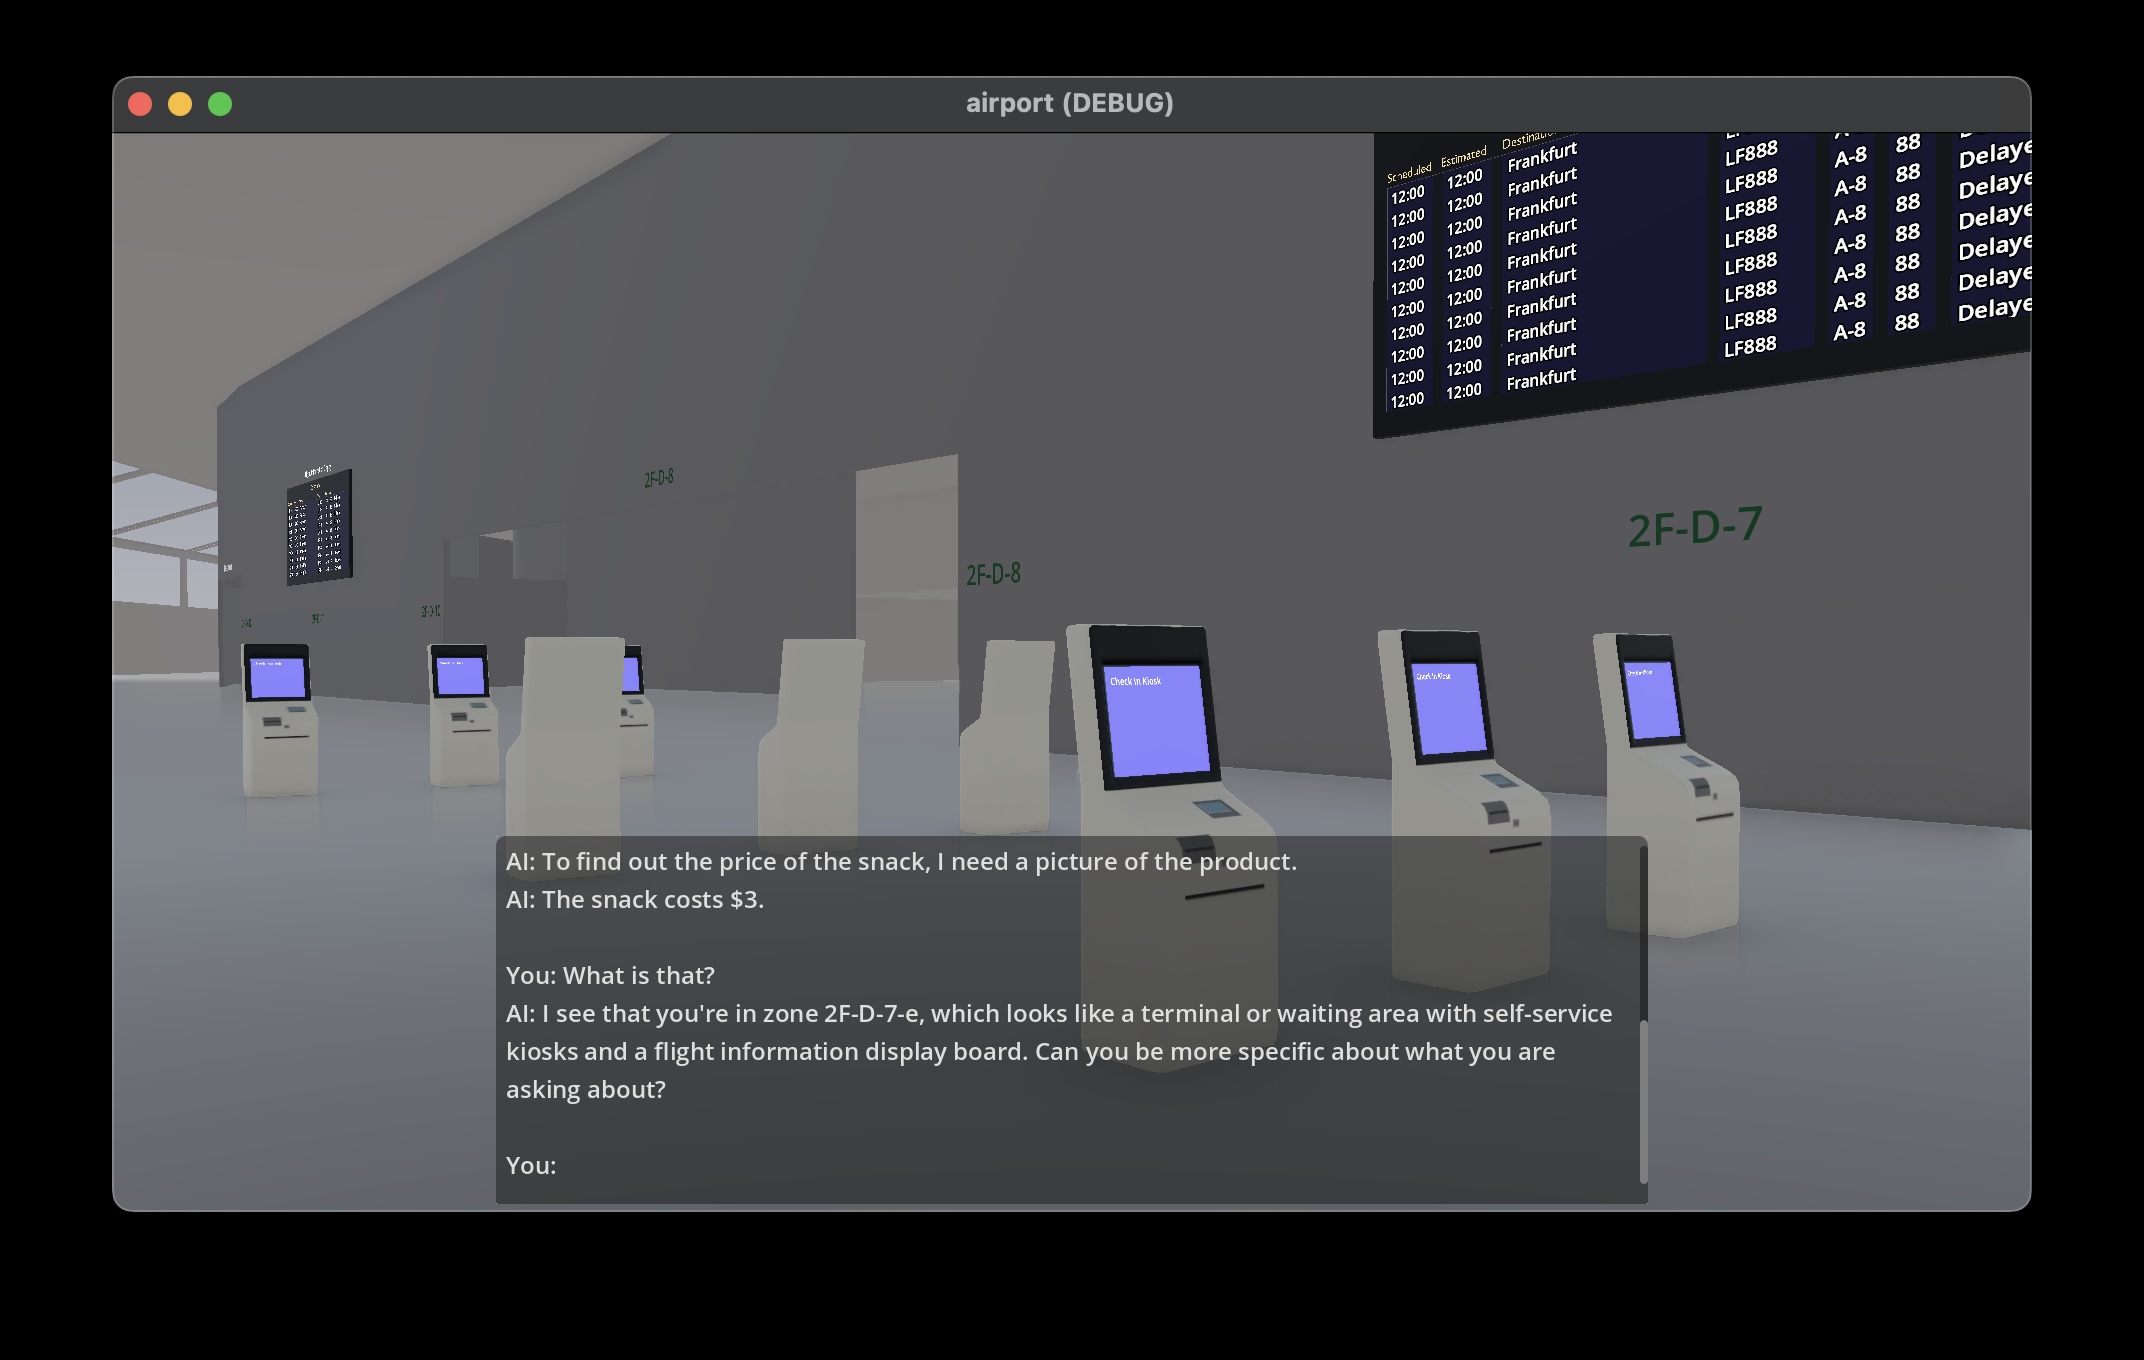 airport (DEBUG)
Scheduled Estimated
12:00 12:00 Frankfurt LF888 A-8 88 Delaye
12:00 12:00 Frankfurt LF888 A-8 88 Delaye
12:00 12:00 Frankfurt LF888 A-8 88 Delaye
12:00 12:00 Frankfurt LF888 A-8 88 Delaye
12:00 12:00 Frankfurt LF888 A-8 88 Delaye
12:00 12:00 Frankfurt LF888 A-8 88 Delaye
12:00 12:00 Frankfurt LF888 A-8 88
12:00 12:00 Frankfurt LF888
12:00 12:00 Frankfurt
12:00 12:00 Frankfurt
2F-D-8
2F-D-7
2F-D-8
Check In Kiosk
Check In Kiosk
Check In Kiosk
AI: To find out the price of the snack, I need a picture of the product.
AI: The snack costs $3.
You: What is that?
AI: I see that you're in zone 2F-D-7-e, which looks like a terminal or waiting area with self-service
kiosks and a flight information display board. Can you be more specific about what you are
asking about?
You: